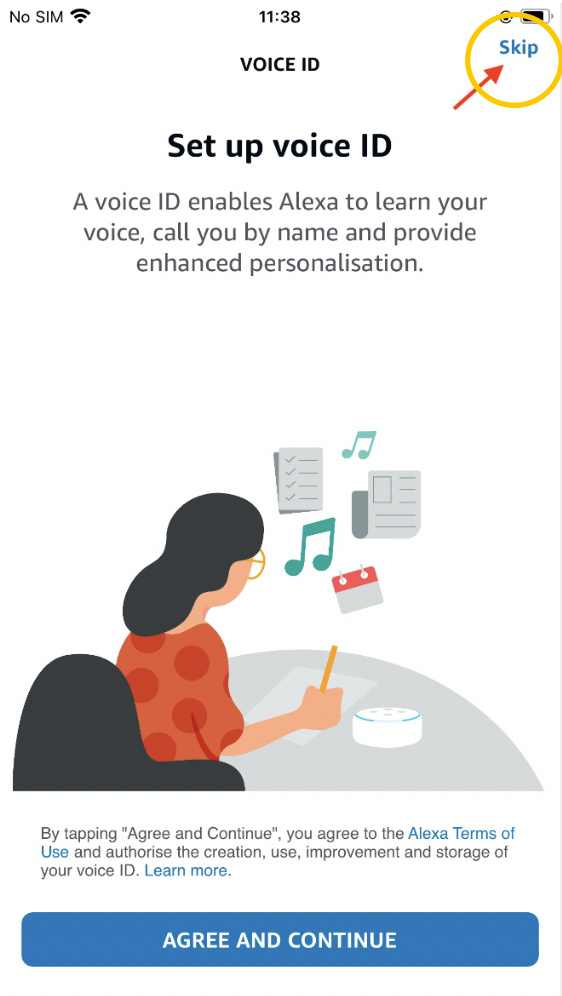 No SIM 11:38
Skip
VOICE ID
Set up voice ID
A voice ID enables Alexa to learn your
voice, call you by name and provide
enhanced personalisation.
By tapping "Agree and Continue", you agree to the Alexa Terms of
Use and authorise the creation, use, improvement and storage of
your voice ID. Learn more.
AGREE AND CONTINUE